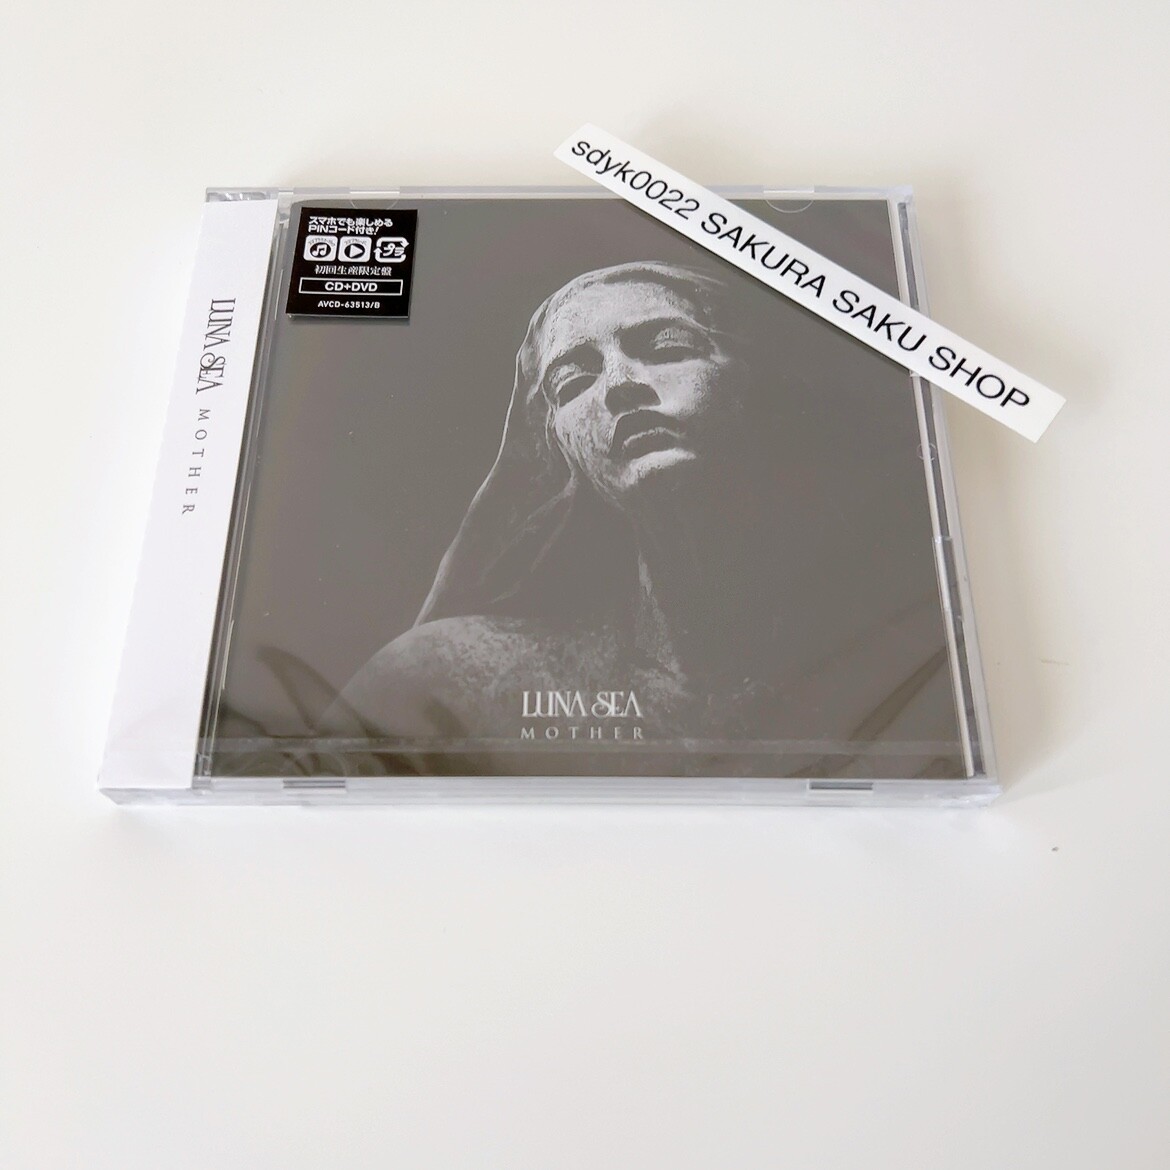 sdyk0022 SAKURA SAKU SHOP
スマホでも楽しめる
PINコード付き!
プラ
初回生産限定盤
CD+DVD
AVCD-63513/B
LUNA SEA MOTHER
LUNA SEA
MOTHER